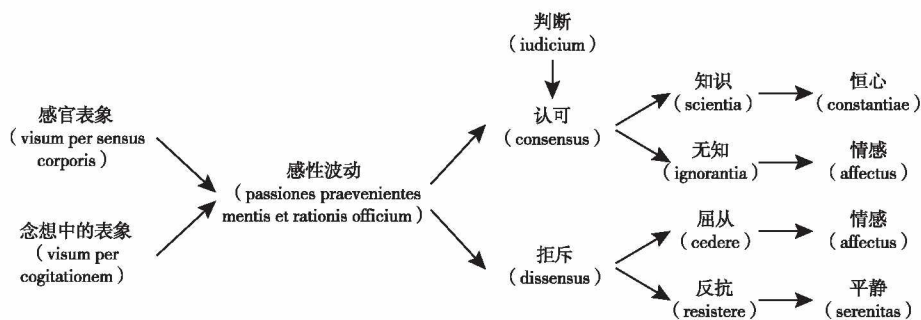 判断
( iudicium )
知识
( scientia )
恒心
( constantiae )
感官表象
( visum per sensus
corporis )
认可
( consensus )
无知
( ignorantia )
情感
( affectus )
感性波动
( passiones praevenientes
mentis et rationis officium )
念想中的表象
( visum per
cogitationem )
屈从
( cedere )
情感
( affectus )
拒斥
( dissensus )
反抗
( resistere )
平静
( serenitas )